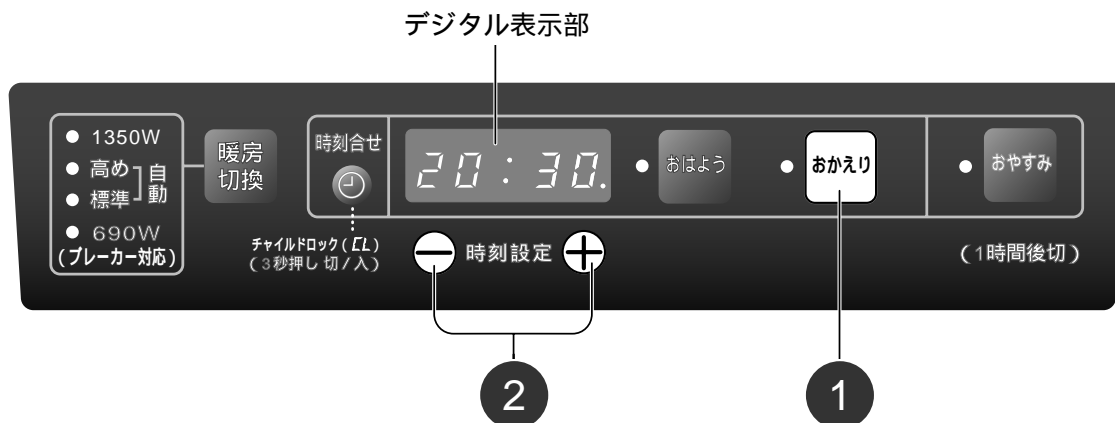 デジタル表示部
1350W
高め
標準
自動
690W
(ブレーカー対応)
暖房
切換
時刻合せ
チャイルドロック(CL)
(3秒押し 切/入)
20:30.
おはよう
おかえり
おやすみ
− 時刻設定 +
(1時間後切)
2
1